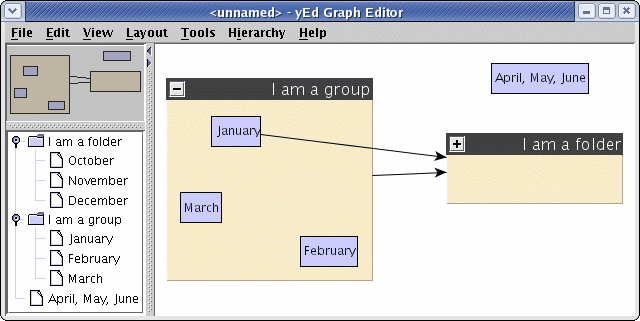 <unnamed> - yEd Graph Editor
File Edit View Layout Tools Hierarchy Help
I am a folder
October
November
December
I am a group
January
February
March
April, May, June
I am a group
January
March
February
April, May, June
I am a folder